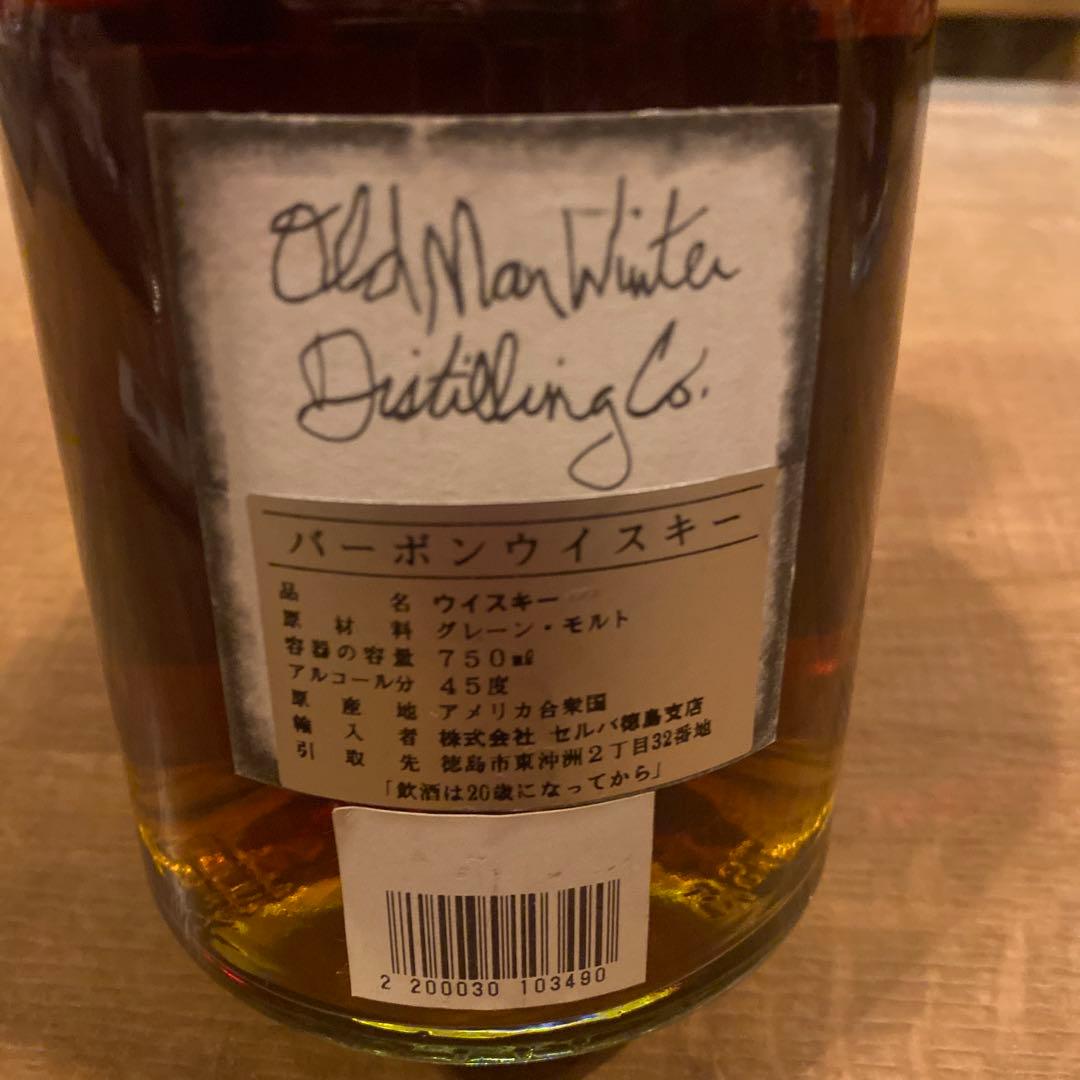 Old Man Winter
Distilling Co.
バーボンウイスキー
品名 ウイスキー
原材料 グレーン・モルト
容器の容量 750㎖
アルコール分 45度
原産地 アメリカ合衆国
輸入者 株式会社 セルバ徳島支店
引取先 徳島市東沖洲2丁目32番地
「飲酒は20歳になってから」
2 200030 103490